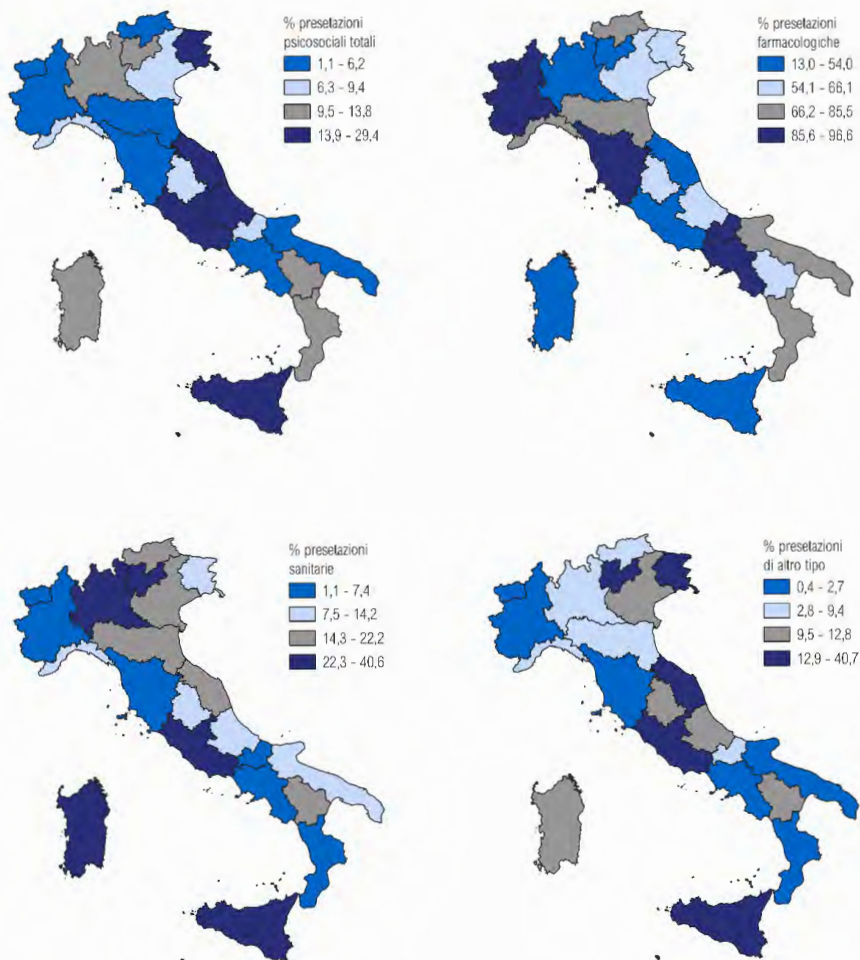 % presetazioni
psicosociali totali
1,1 - 6,2
6,3 - 9,4
9,5 - 13,8
13,9 - 29,4
% presetazioni
farmacologiche
13,0 - 54,0
54,1 - 66,1
66,2 - 85,5
85,6 - 96,6
% presetazioni
sanitarie
1,1 - 7,4
7,5 - 14,2
14,3 - 22,2
22,3 - 40,6
% presetazioni
di altro tipo
0,4 - 2,7
2,8 - 9,4
9,5 - 12,8
12,9 - 40,7